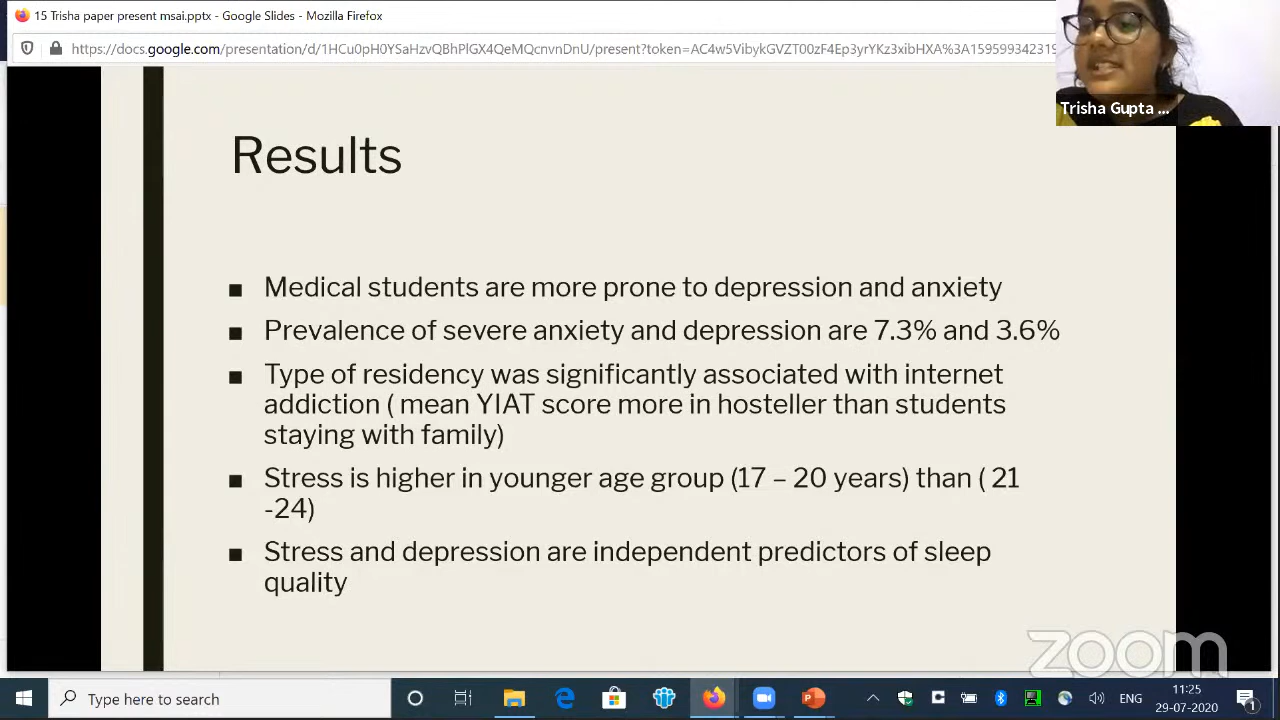 15 Trisha paper present msai.pptx - Google Slides - Mozilla Firefox
https://docs.google.com/presentation/d/1HCu0pH0YSaHzvQBhPlGX4QeMQcnvnDnU/present?token=AC4w5VibykGVZT00zF4Ep3yrYKz3xibHXA%3A1595993423​19
Trisha Gupta ...
Results
Medical students are more prone to depression and anxiety
Prevalence of severe anxiety and depression are 7.3% and 3.6%
Type of residency was significantly associated with internet
addiction ( mean YIAT score more in hosteller than students
staying with family)
Stress is higher in younger age group (17 – 20 years) than ( 21
-24)
Stress and depression are independent predictors of sleep
quality
zoom
Type here to search
ENG
11:25
29-07-2020
1